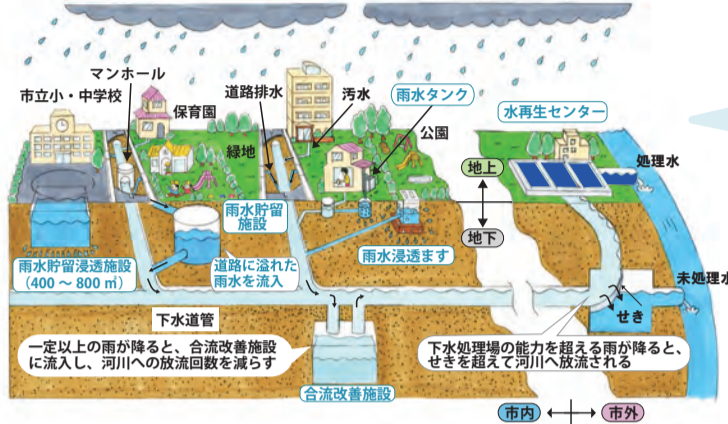 マンホール
市立小・中学校
保育園
道路排水
汚水
雨水タンク
公園
緑地
水再生センター
処理水
地上
地下
雨水貯留
施設
雨水貯留浸透施設
（400 ～ 800 ㎥）
道路に溢れた
雨水を流入
雨水浸透ます
未処理水
せき
下水道管
一定以上の雨が降ると、合流改善施設
に流入し、河川への放流回数を減らす
合流改善施設
下水処理場の能力を超える雨が降ると、
せきを超えて河川へ放流される
市内
市外